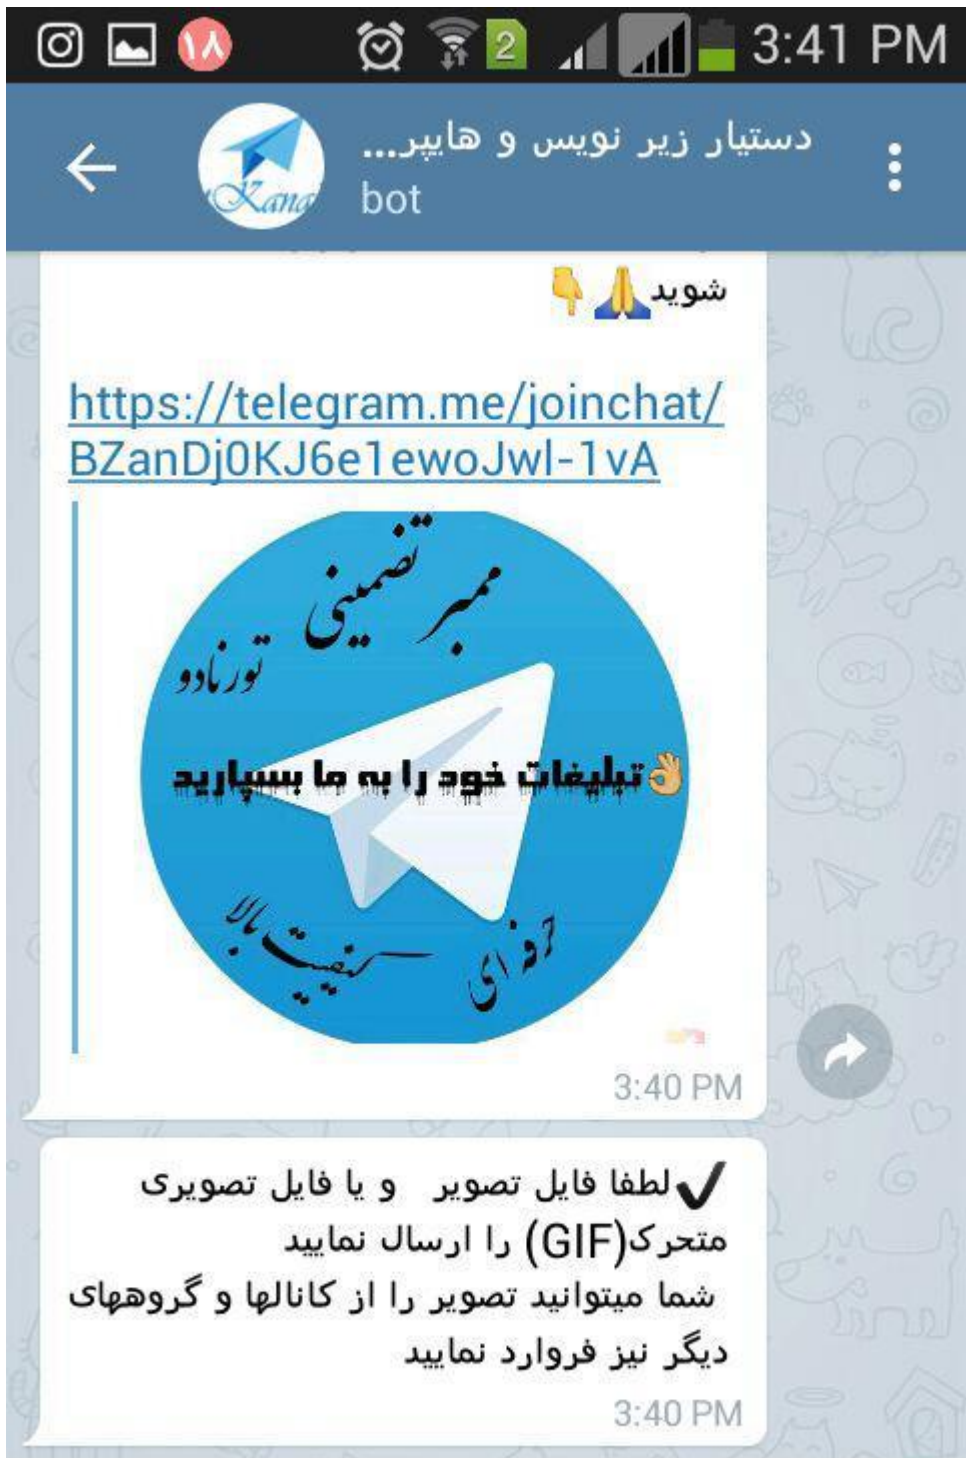 ۱۸
2
3:41 PM
دستیار زیر نویس و هایپر...
bot
Kana
شوید🙏👇
https://telegram.me/joinchat/
BZanDj0KJ6e1ewoJwl-1vA
ممبر تضمینی
تورنادو
👌تبلیغات خود را به ما بسپارید
حرفه ای
کیفیت بالا
3:40 PM
✔لطفا فایل تصویر و یا فایل تصویری
متحرک(GIF) را ارسال نمایید
شما میتوانید تصویر را از کانالها و گروههای
دیگر نیز فروارد نمایید
3:40 PM